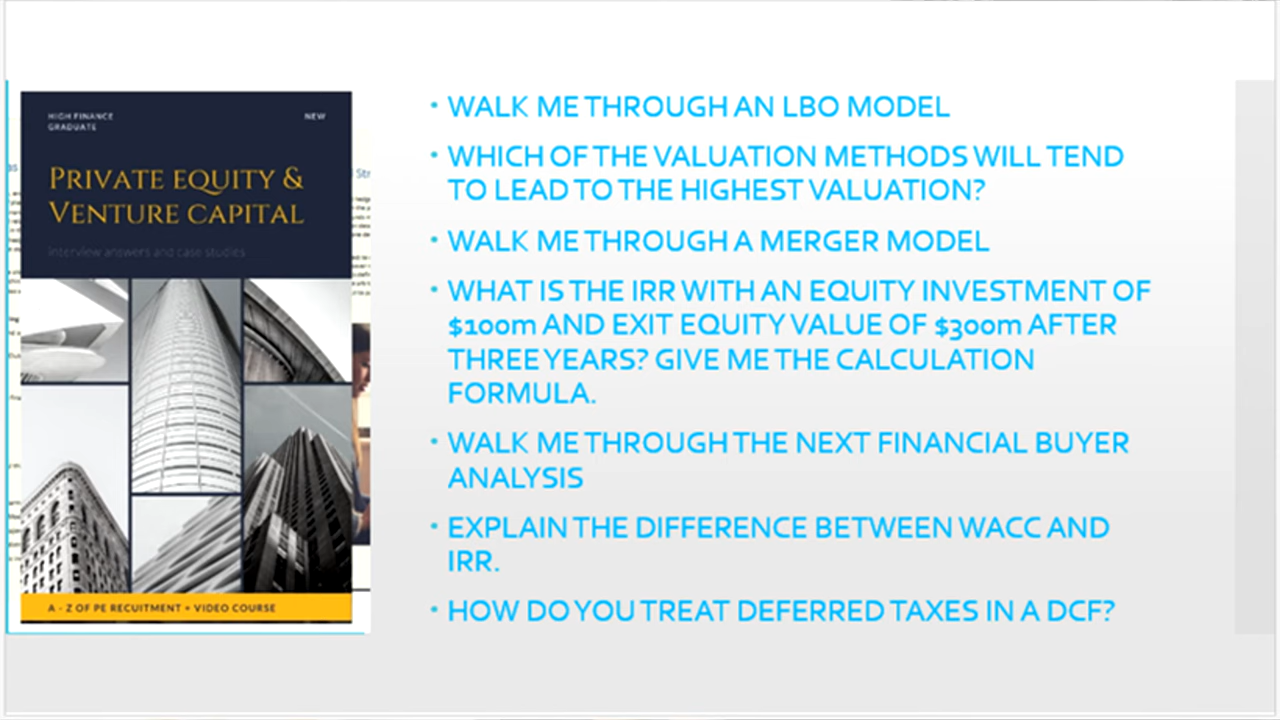 HIGH FINANCE
GRADUATE
NEW
PRIVATE EQUITY &
VENTURE CAPITAL
Interview answers and case studies
A - Z OF PE RECUITMENT + VIDEO COURSE
• WALK ME THROUGH AN LBO MODEL
• WHICH OF THE VALUATION METHODS WILL TEND
TO LEAD TO THE HIGHEST VALUATION?
• WALK ME THROUGH A MERGER MODEL
• WHAT IS THE IRR WITH AN EQUITY INVESTMENT OF
$100m AND EXIT EQUITY VALUE OF $300m AFTER
THREE YEARS? GIVE ME THE CALCULATION
FORMULA.
• WALK ME THROUGH THE NEXT FINANCIAL BUYER
ANALYSIS
• EXPLAIN THE DIFFERENCE BETWEEN WACC AND
IRR.
• HOW DO YOU TREAT DEFERRED TAXES IN A DCF?